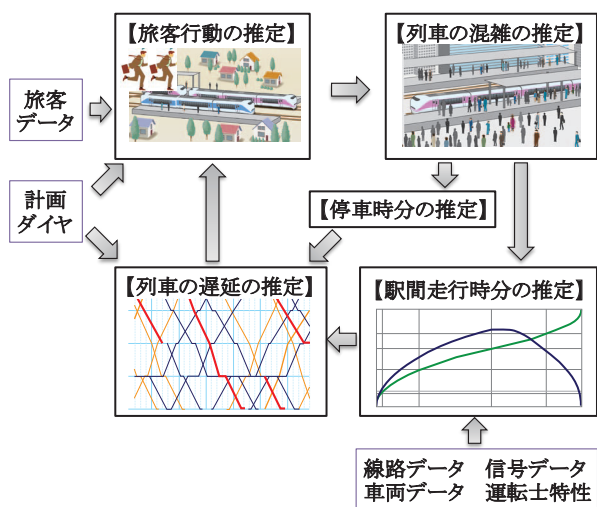 【旅客行動の推定】
【列車の混雑の推定】
旅客
データ
計画
ダイヤ
【停車時分の推定】
【列車の遅延の推定】
【駅間走行時分の推定】
線路データ　信号データ
車両データ　運転士特性